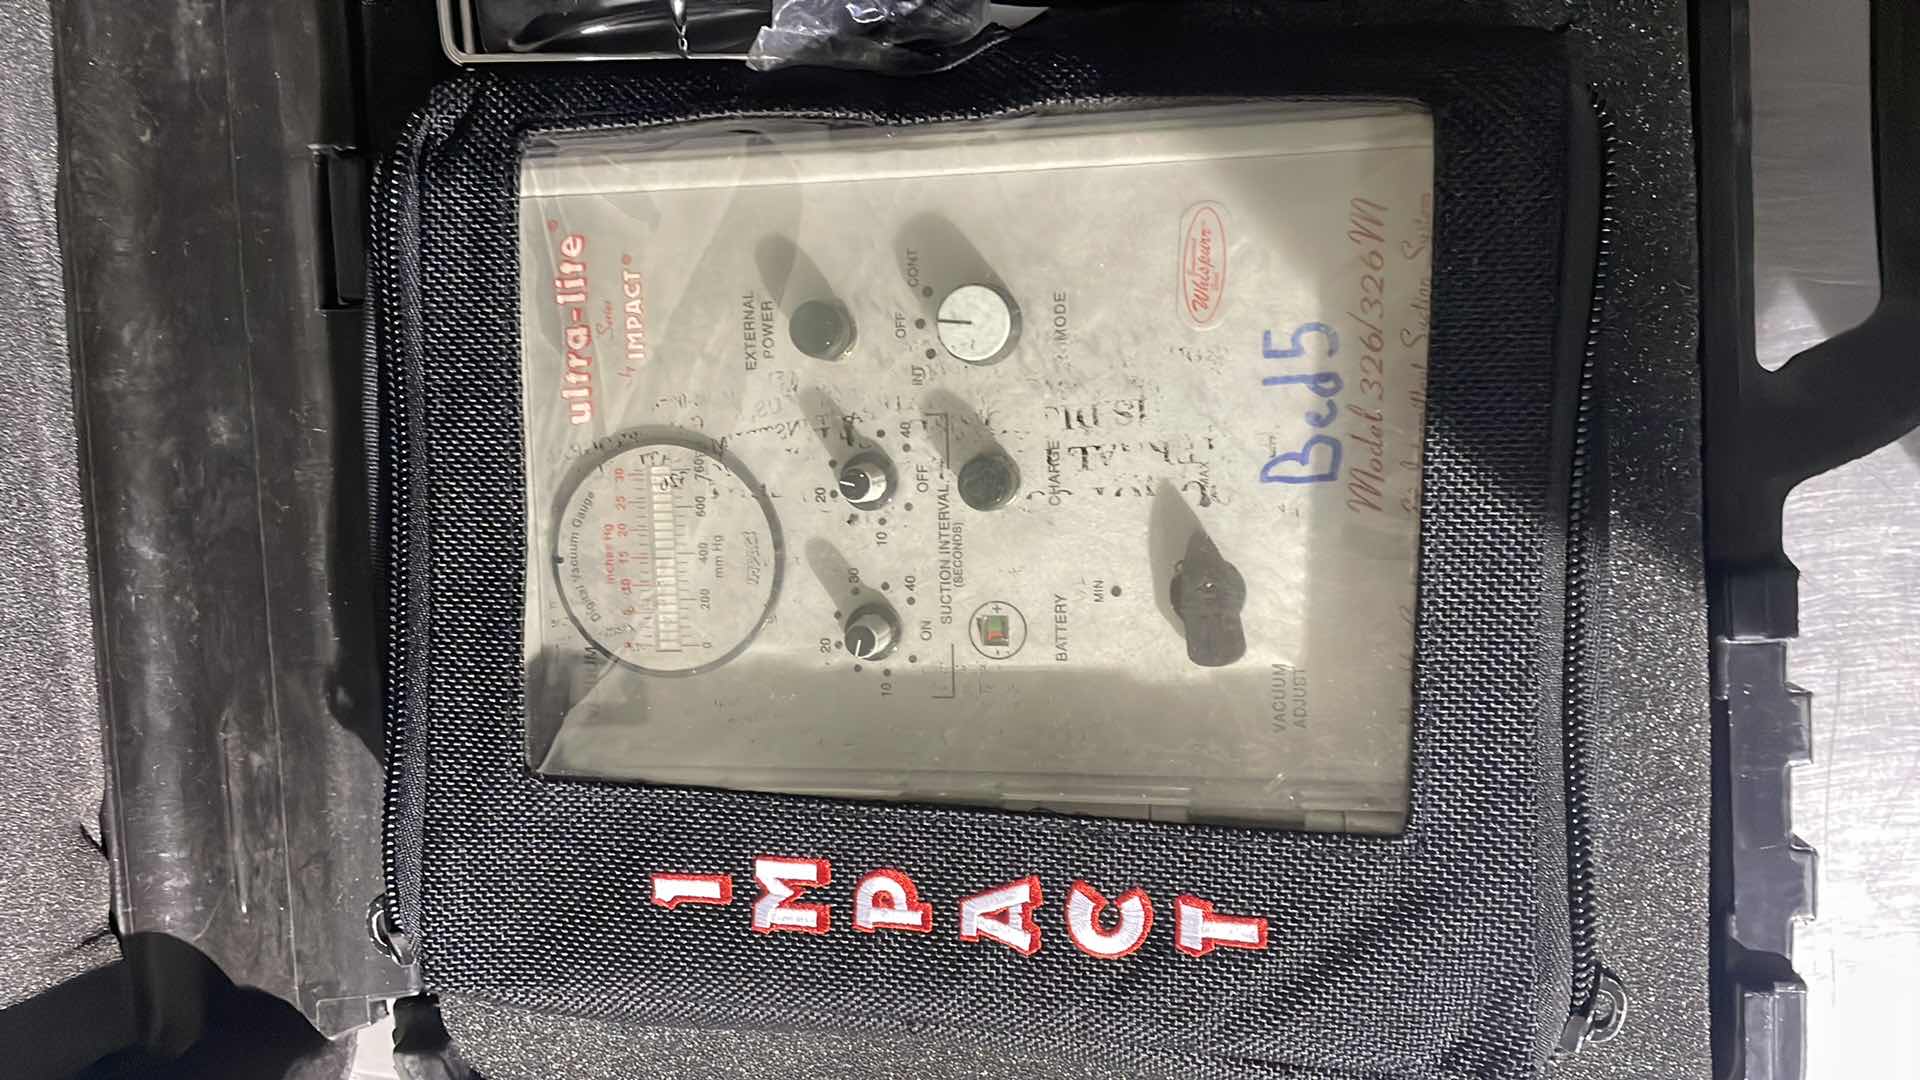 ultra-lite®
Series
by IMPACT®
Digital Vacuum Gauge
Inches Hg
5 10 15 20 25 30
0 200 400 600 760
mm Hg
IMPACT
EXTERNAL
POWER
10 20 30 40
ON
10 20 40
OFF
SUCTION INTERVAL
(SECONDS)
INT OFF CONT
MODE
BATTERY
- +
CHARGE
MIN
MAX
VACUUM
ADJUST
Whispurr
Bed 5
Model 326/326M
IMPACT